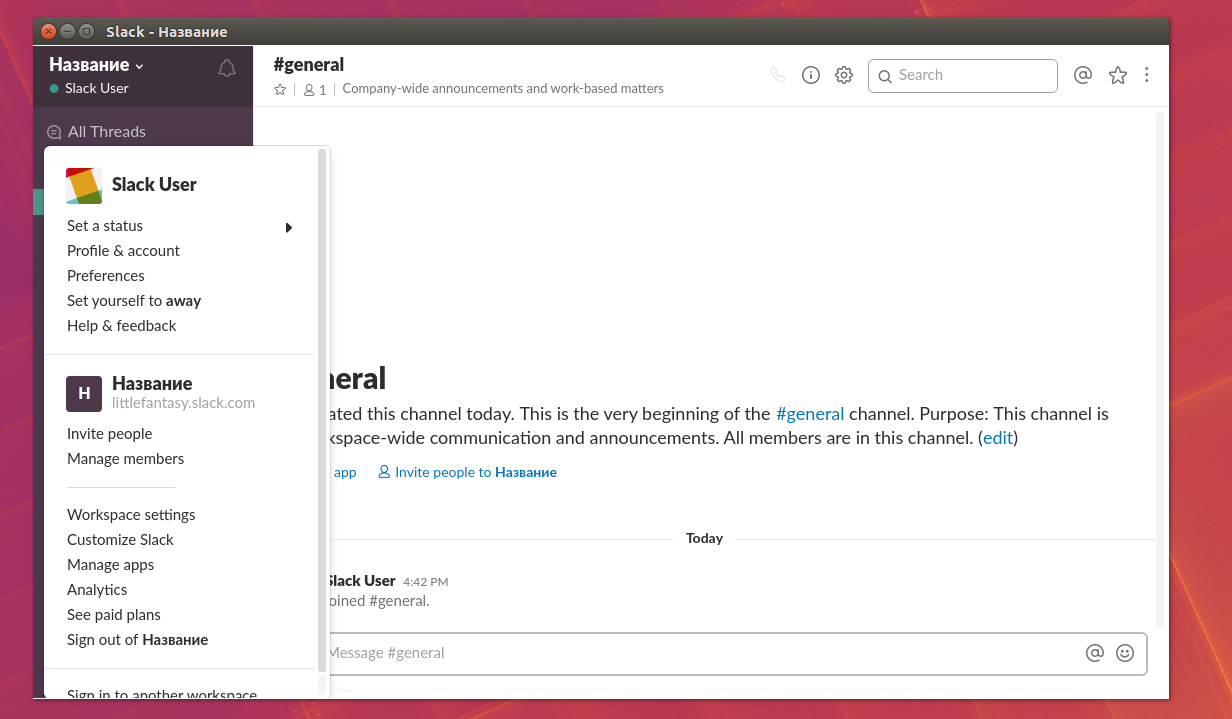 Slack - Название
Название
Slack User
All Threads
#general
1
Company-wide announcements and work-based matters
Search
Slack User
Set a status
Profile & account
Preferences
Set yourself to away
Help & feedback
H
Название
littlefantasy.slack.com
Invite people
Manage members
Workspace settings
Customize Slack
Manage apps
Analytics
See paid plans
Sign out of Название
Sign in to another workspace
neral
ated this channel today. This is the very beginning of the #general channel. Purpose: This channel is
kspace-wide communication and announcements. All members are in this channel. (edit)
app
Invite people to Название
Today
Slack User 4:42 PM
oined #general.
Message #general